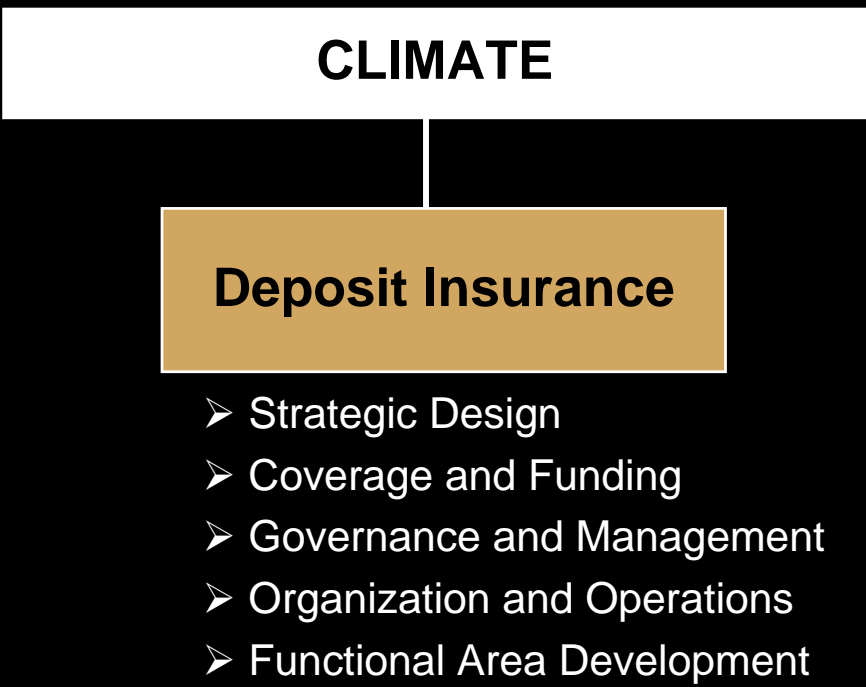 CLIMATE
Deposit Insurance
➢ Strategic Design
➢ Coverage and Funding
➢ Governance and Management
➢ Organization and Operations
➢ Functional Area Development